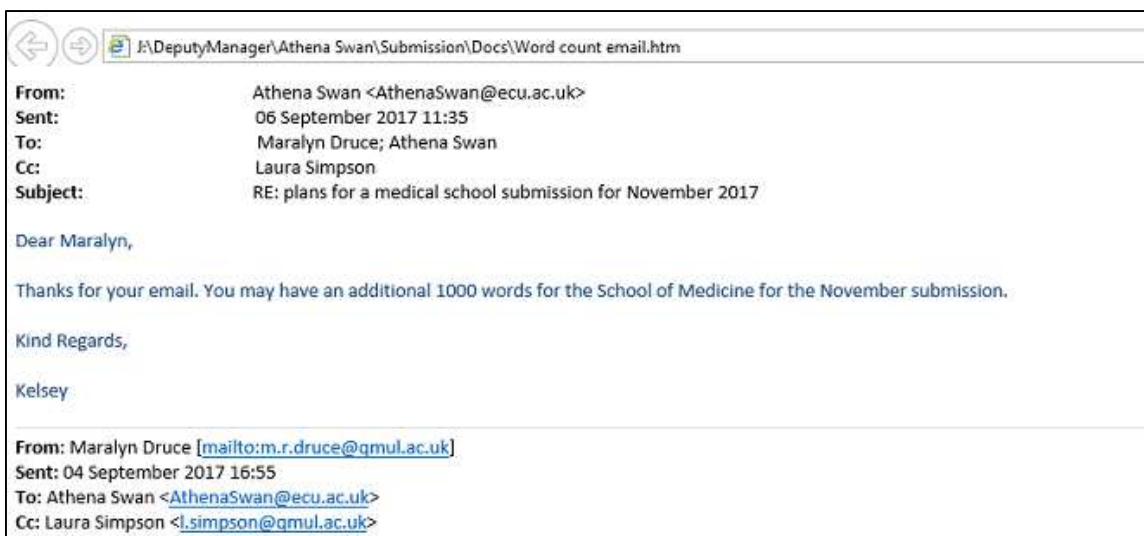 J:\DeputyManager\Athena Swan\Submission\Docs\Word count email.htm
From: Athena Swan <AthenaSwan@ecu.ac.uk>
Sent: 06 September 2017 11:35
To: Maralyn Druce; Athena Swan
Cc: Laura Simpson
Subject: RE: plans for a medical school submission for November 2017
Dear Maralyn,
Thanks for your email. You may have an additional 1000 words for the School of Medicine for the November submission.
Kind Regards,
Kelsey
From: Maralyn Druce [mailto:m.r.druce@qmul.ac.uk]
Sent: 04 September 2017 16:55
To: Athena Swan <AthenaSwan@ecu.ac.uk>
Cc: Laura Simpson <l.simpson@qmul.ac.uk>